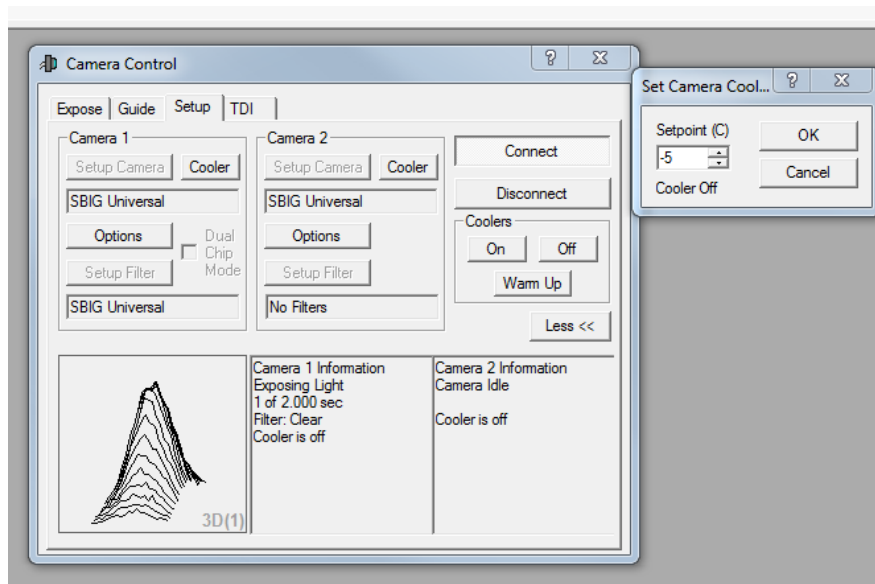 Camera Control
Expose Guide Setup TDI
Camera 1
Setup Camera Cooler
SBIG Universal
Options
Dual
Chip
Mode
Setup Filter
SBIG Universal
Camera 2
Setup Camera Cooler
SBIG Universal
Options
Setup Filter
No Filters
Connect
Disconnect
Coolers
On Off
Warm Up
Less <<
3D(1)
Camera 1 Information
Exposing Light
1 of 2.000 sec
Filter: Clear
Cooler is off
Camera 2 Information
Camera Idle
Cooler is off
Set Camera Cool...
Setpoint (C)
-5
Cooler Off
OK
Cancel